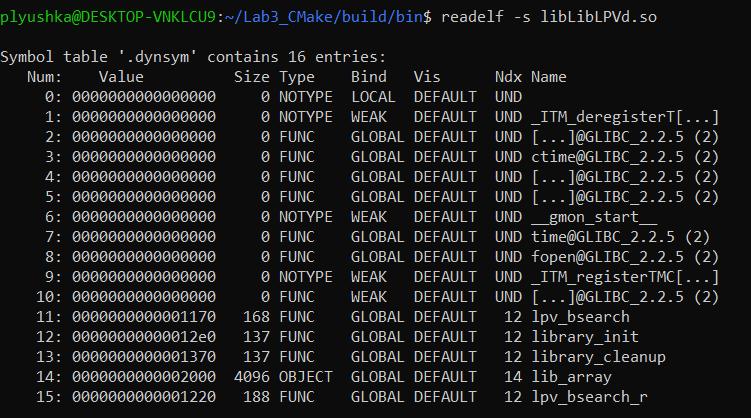 plyushka@DESKTOP-VNKLCU9:~/Lab3_CMake/build/bin$ readelf -s libLibLPVd.so

Symbol table '.dynsym' contains 16 entries:
   Num:    Value          Size Type    Bind   Vis      Ndx Name
     0: 0000000000000000     0 NOTYPE  LOCAL  DEFAULT  UND
     1: 0000000000000000     0 NOTYPE  WEAK   DEFAULT  UND _ITM_deregisterT[...]
     2: 0000000000000000     0 FUNC    GLOBAL DEFAULT  UND [...]@GLIBC_2.2.5 (2)
     3: 0000000000000000     0 FUNC    GLOBAL DEFAULT  UND ctime@GLIBC_2.2.5 (2)
     4: 0000000000000000     0 FUNC    GLOBAL DEFAULT  UND [...]@GLIBC_2.2.5 (2)
     5: 0000000000000000     0 FUNC    GLOBAL DEFAULT  UND [...]@GLIBC_2.2.5 (2)
     6: 0000000000000000     0 NOTYPE  WEAK   DEFAULT  UND __gmon_start__
     7: 0000000000000000     0 FUNC    GLOBAL DEFAULT  UND time@GLIBC_2.2.5 (2)
     8: 0000000000000000     0 FUNC    GLOBAL DEFAULT  UND fopen@GLIBC_2.2.5 (2)
     9: 0000000000000000     0 NOTYPE  WEAK   DEFAULT  UND _ITM_registerTMC[...]
    10: 0000000000000000     0 FUNC    WEAK   DEFAULT  UND [...]@GLIBC_2.2.5 (2)
    11: 0000000000001170   168 FUNC    GLOBAL DEFAULT   12 lpv_bsearch
    12: 00000000000012e0   137 FUNC    GLOBAL DEFAULT   12 library_init
    13: 0000000000001370   137 FUNC    GLOBAL DEFAULT   12 library_cleanup
    14: 0000000000002000  4096 OBJECT  GLOBAL DEFAULT   14 lib_array
    15: 0000000000001220   188 FUNC    GLOBAL DEFAULT   12 lpv_bsearch_r